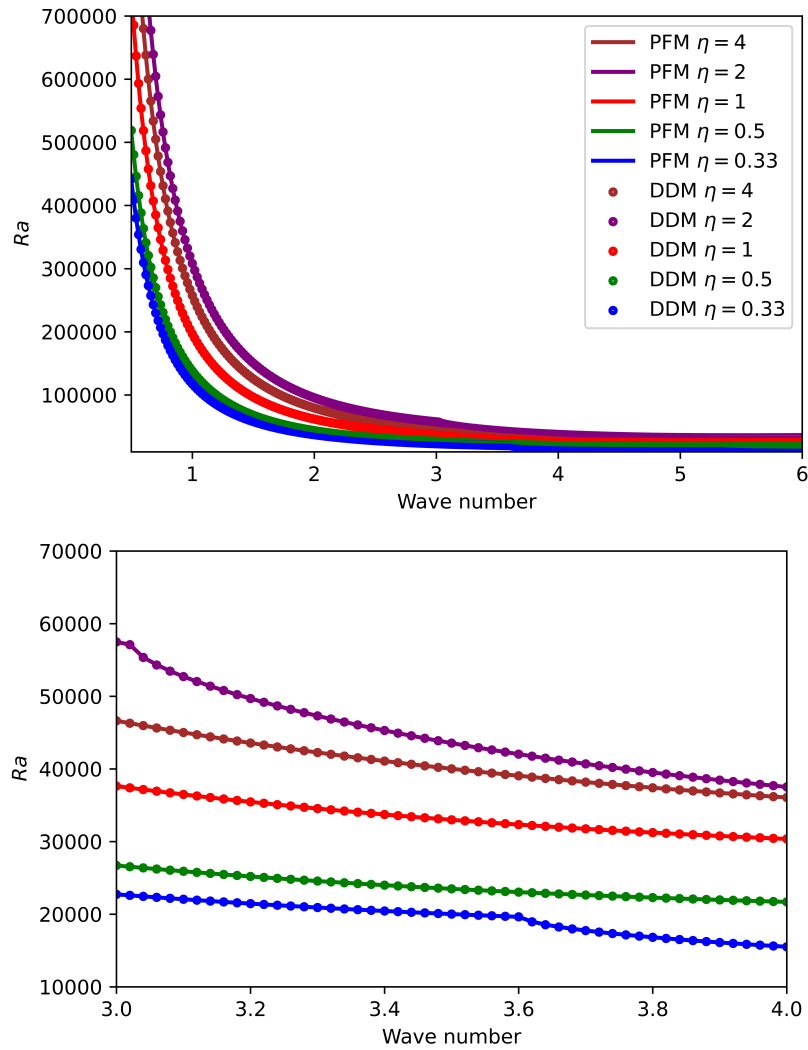 700000
600000
500000
400000
300000
200000
100000
Ra
PFM η = 4
PFM η = 2
PFM η = 1
PFM η = 0.5
PFM η = 0.33
DDM η = 4
DDM η = 2
DDM η = 1
DDM η = 0.5
DDM η = 0.33
1 2 3 4 5 6
Wave number
70000
60000
50000
40000
30000
20000
10000
Ra
3.0 3.2 3.4 3.6 3.8 4.0
Wave number